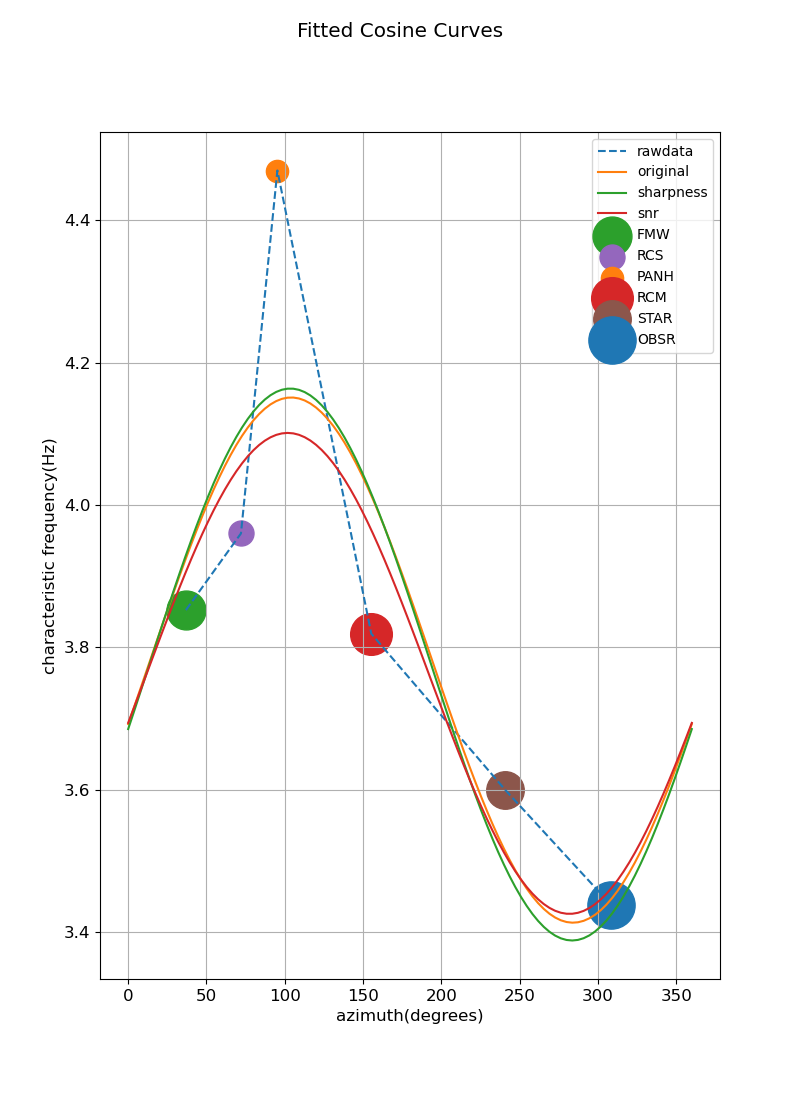 Fitted Cosine Curves
rawdata
original
sharpness
snr
FMW
RCS
PANH
RCM
STAR
OBSR
characteristic frequency(Hz)
4.4
4.2
4.0
3.8
3.6
3.4
0 50 100 150 200 250 300 350
azimuth(degrees)